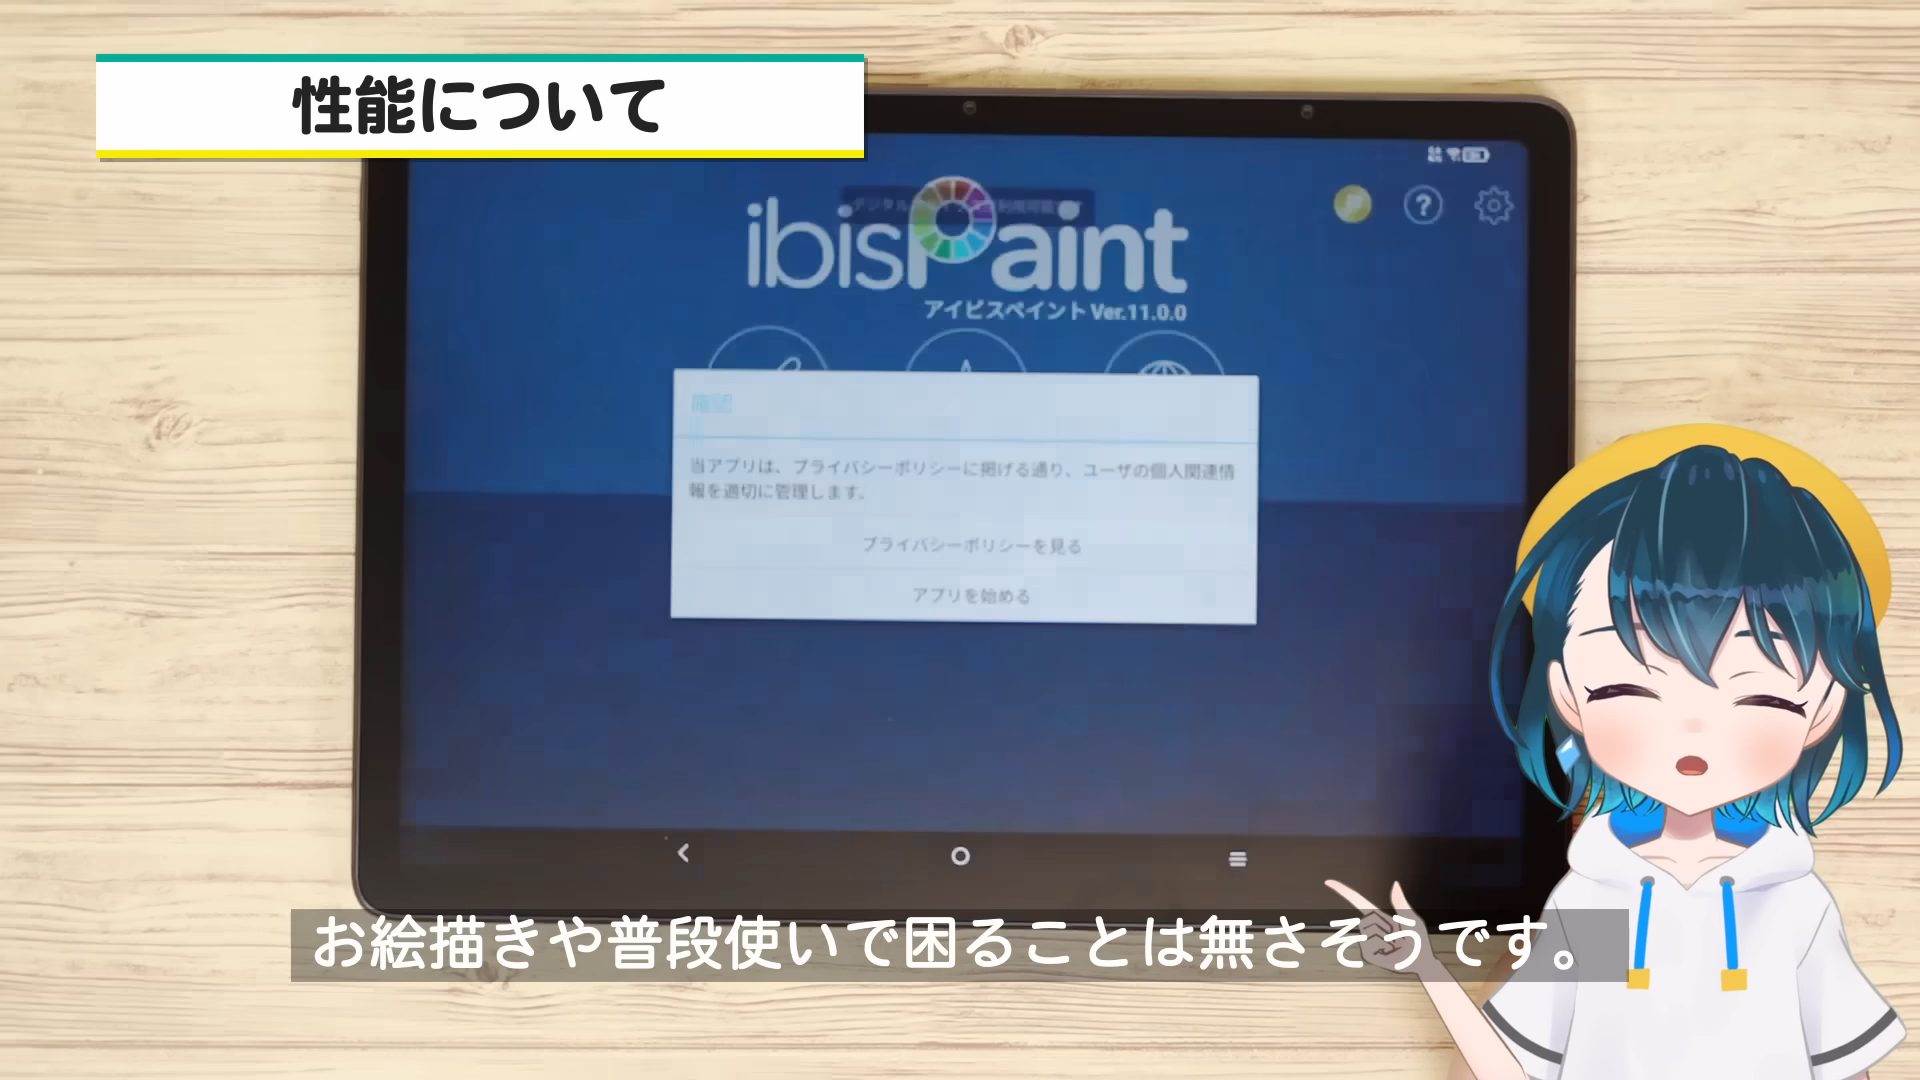 性能について
ibisPaint
アイビスペイント Ver.11.0.0
確認
当アプリは、プライバシーポリシーに掲げる通り、ユーザの個人関連情
報を適切に管理します。
プライバシーポリシーを見る
アプリを始める
お絵描きや普段使いで困ることは無さそうです。